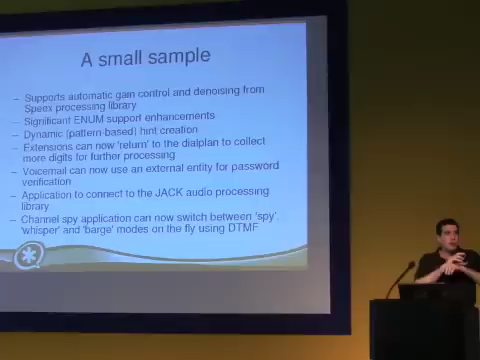 A small sample
– Supports automatic gain control and denoising from
Speex processing library
– Significant ENUM support enhancements
– Dynamic (pattern-based) hint creation
– Extensions can now 'return' to the dialplan to collect
more digits for further processing
– Voicemail can now use an external entity for password
verification
– Application to connect to the JACK audio processing
library
– Channel spy application can now switch between 'spy',
'whisper' and 'barge' modes on the fly using DTMF